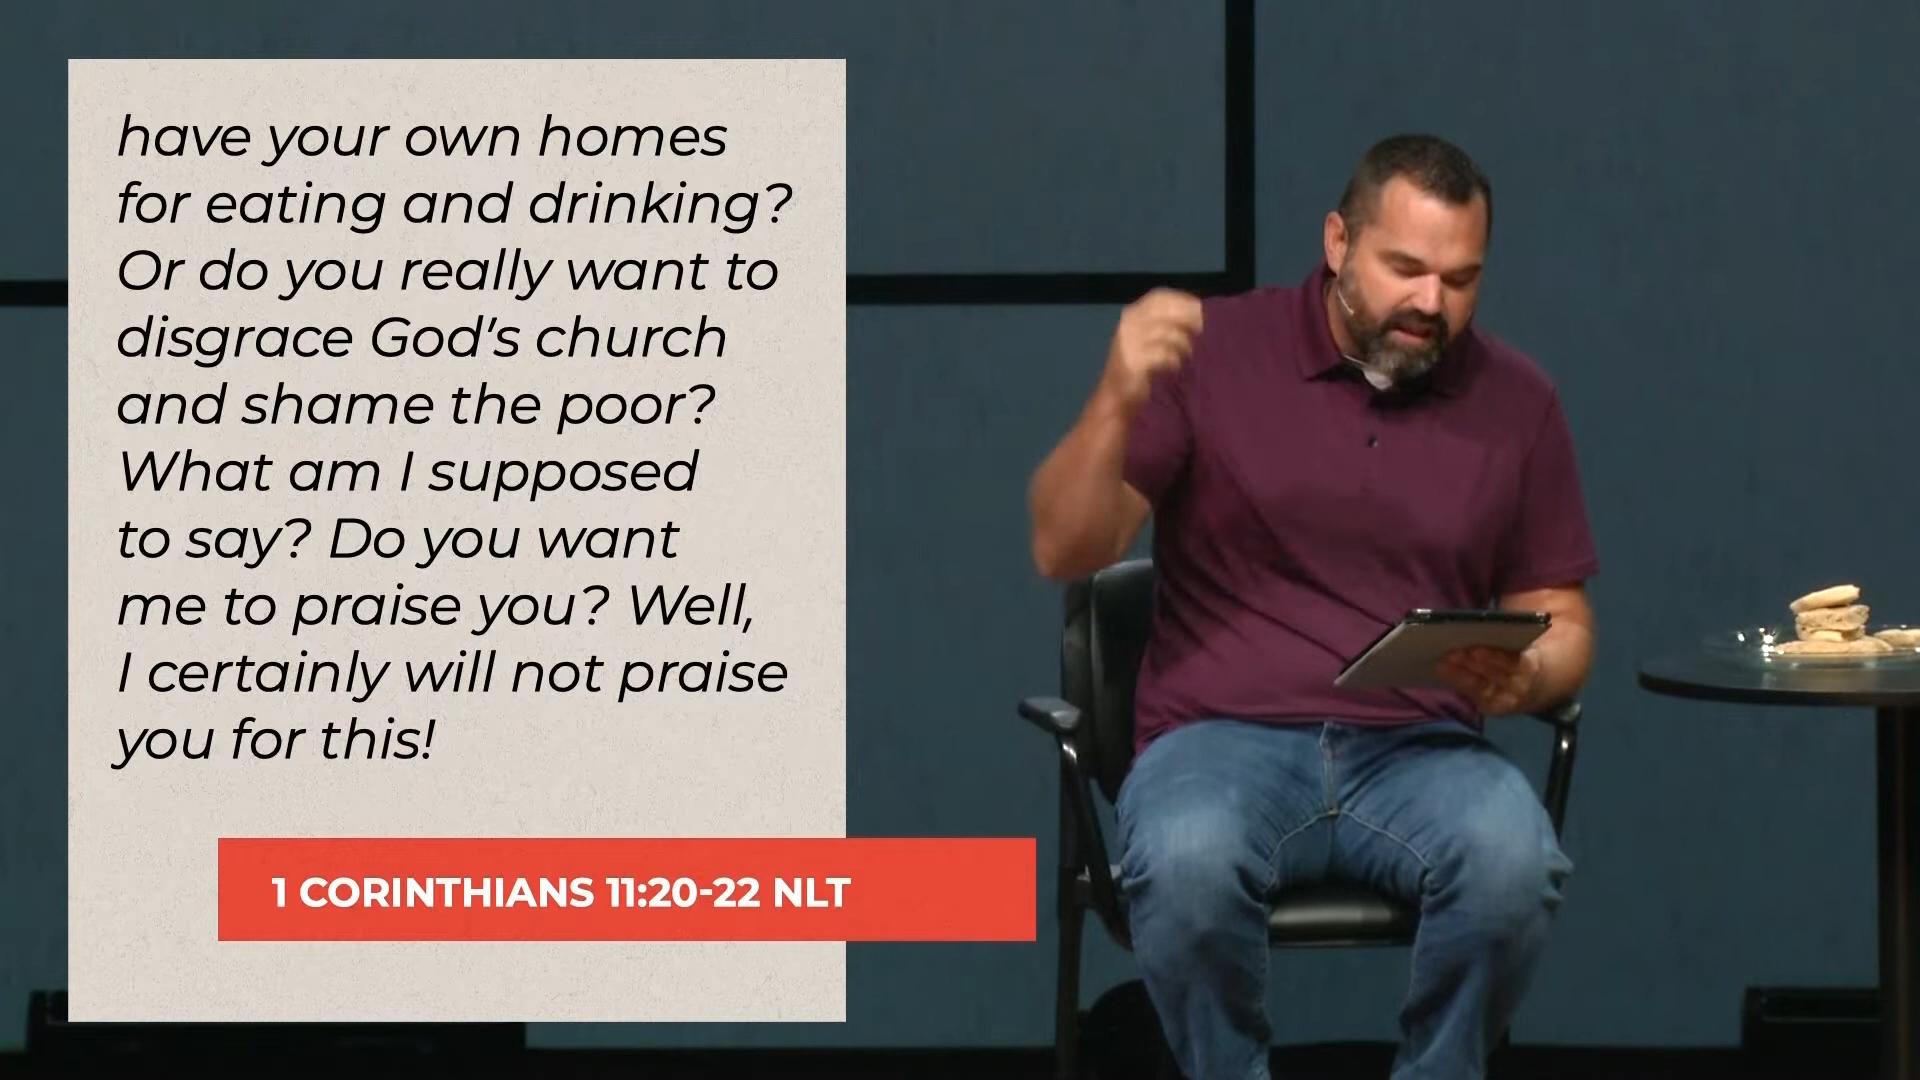 have your own homes
for eating and drinking?
Or do you really want to
disgrace God's church
and shame the poor?
What am I supposed
to say? Do you want
me to praise you? Well,
I certainly will not praise
you for this!
1 CORINTHIANS 11:20-22 NLT